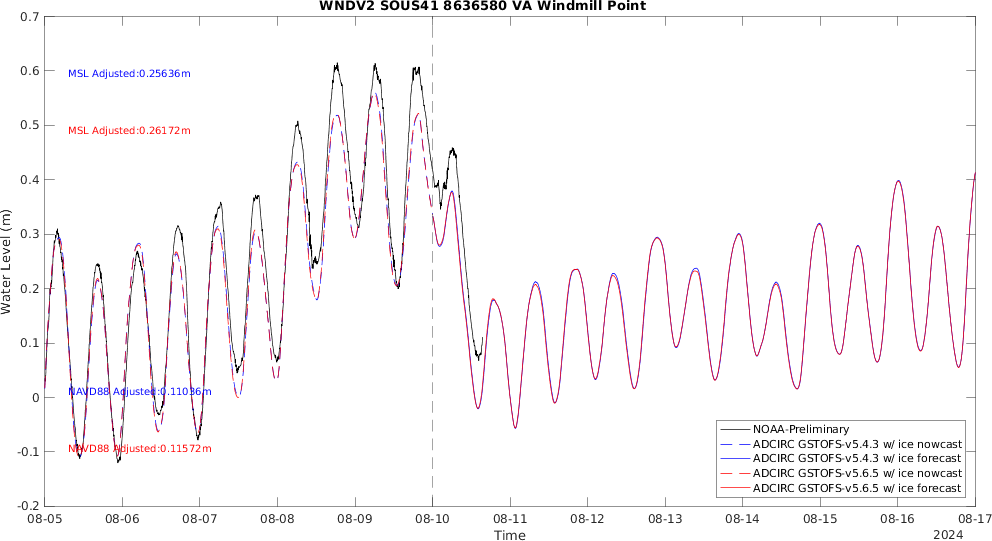 WNDV2 SOUS41 8636580 VA Windmill Point
0.7
0.6
0.5
0.4
0.3
0.2
0.1
0
-0.1
-0.2
Water Level (m)
MSL Adjusted:0.25636m
MSL Adjusted:0.26172m
NAVD88 Adjusted:0.11036m
NAVD88 Adjusted:0.11572m
NOAA-Preliminary
ADCIRC GSTOFS-v5.4.3 w/ ice nowcast
ADCIRC GSTOFS-v5.4.3 w/ ice forecast
ADCIRC GSTOFS-v5.6.5 w/ ice nowcast
ADCIRC GSTOFS-v5.6.5 w/ ice forecast
08-05 08-06 08-07 08-08 08-09 08-10 08-11 08-12 08-13 08-14 08-15 08-16 08-17
Time
2024